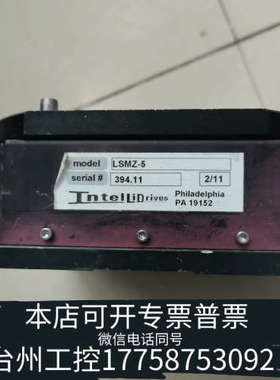 model LSMZ-5
serial # 394.11 2/11
IntelLiDrives Philadelphia
PA 19152
本店可开专票普票
微信电话同号
台州工控17758753092